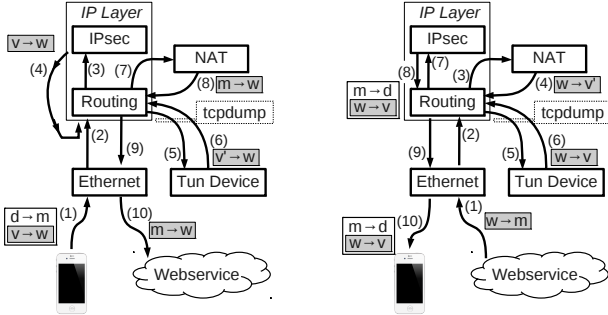 IP Layer
IPsec
v → w
(4)
(3)
(7)
NAT
(8)
m → w
Routing
tcpdump
(2)
(9)
(5)
(6)
v' → w
Ethernet
Tun Device
(1)
d → m
v → w
(10)
m → w
Webservice
IP Layer
IPsec
(8)
(7)
(3)
NAT
(4)
w → v'
m → d
w → v
Routing
tcpdump
(9)
(2)
(5)
(6)
w → v
Ethernet
Tun Device
(10)
(1)
w → m
m → d
w → v
Webservice